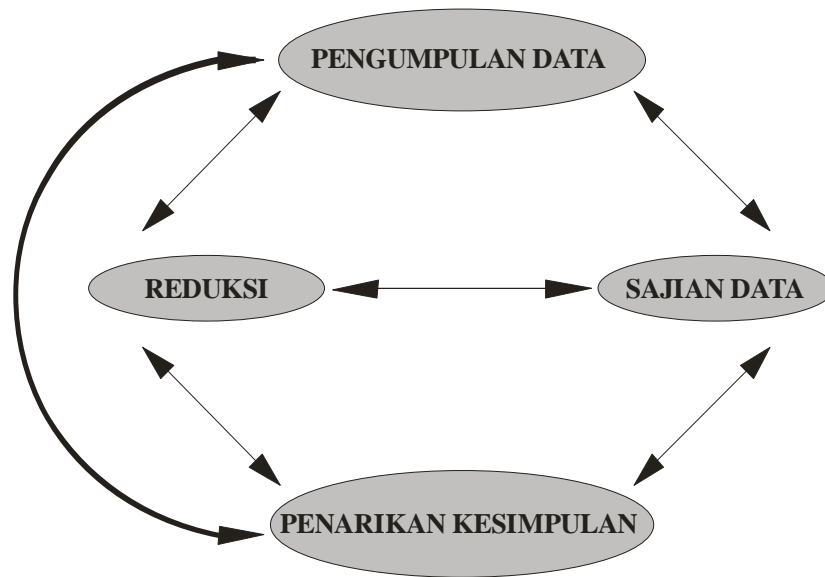 PENGUMPULAN DATA
REDUKSI
SAJIAN DATA
PENARIKAN KESIMPULAN